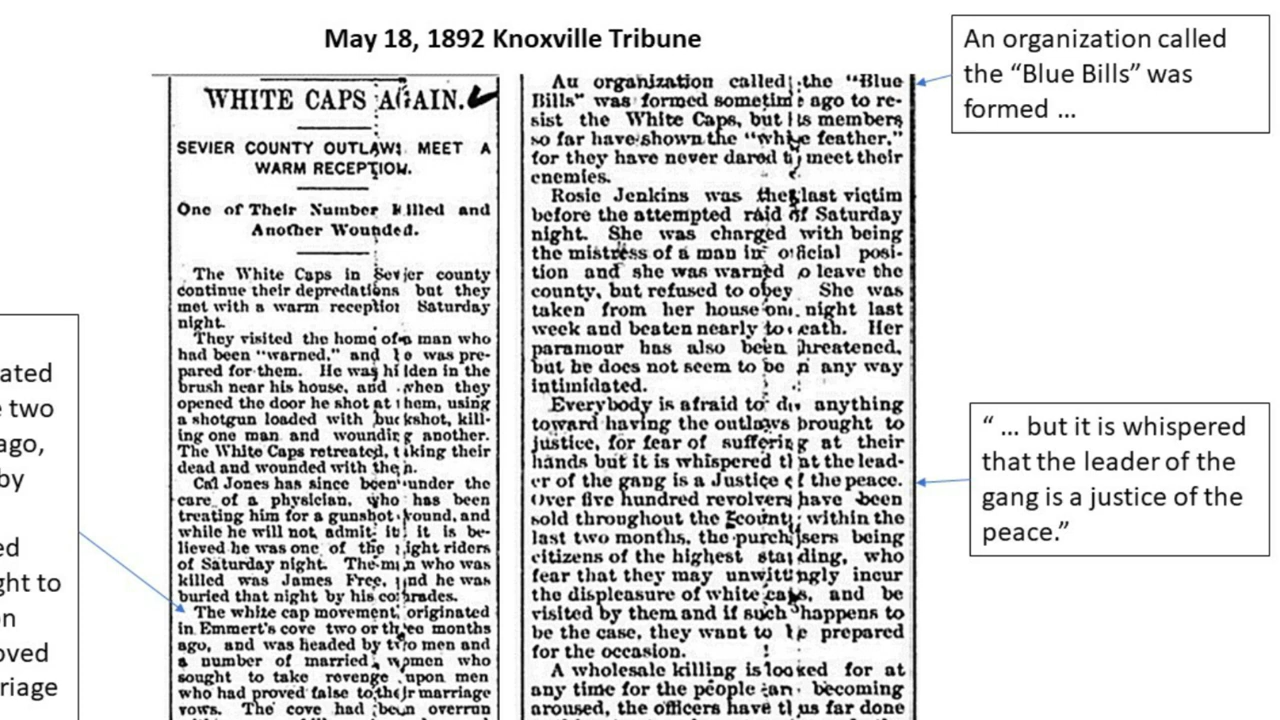 May 18, 1892 Knoxville Tribune
WHITE CAPS AGAIN.
SEVIER COUNTY OUTLAWS MEET A
WARM RECEPTION.
One of Their Number Killed and
Another Wounded.
The White Caps in Sevier county
continue their depredations but they
met with a warm reception Saturday
night.
They visited the home of a man who
had been "warned," and he was pre-
pared for them. He was hidden in the
brush near his house, and when they
opened the door he shot at them, using
a shotgun loaded with buckshot, kill-
ing one man and wounding another.
The White Caps retreated, taking their
dead and wounded with them.
Cal Jones has since been under the
care of a physician, who has been
treating him for a gunshot wound, and
while he will not admit it, it is be-
lieved he was one of the night riders
of Saturday night. The man who was
killed was James Free, and he was
buried that night by his comrades.
The white cap movement originated
in Emmert's cove two or three months
ago, and was headed by two men and
a number of married women who
sought to take revenge upon men
who had proved false to their marriage
vows. The cove had been overrun
An organization called the "Blue
Bills" was formed sometime ago to re-
sist the White Caps, but its members
so far have shown the "white feather,"
for they have never dared to meet their
enemies.
Rosie Jenkins was the last victim
before the attempted raid of Saturday
night. She was charged with being
the mistress of a man in official posi-
tion and she was warned to leave the
county, but refused to obey She was
taken from her house one night last
week and beaten nearly to death. Her
paramour has also been threatened,
but he does not seem to be in any way
intimidated.
Everybody is afraid to do anything
toward having the outlaws brought to
justice, for fear of suffering at their
hands but it is whispered that the lead-
er of the gang is a Justice of the peace.
Over five hundred revolvers have been
sold throughout the county within the
last two months, the purchasers being
citizens of the highest standing, who
fear that they may unwittingly incur
the displeasure of white caps, and be
visited by them and if such happens to
be the case, they want to be prepared
for the occasion.
A wholesale killing is looked for at
any time for the people are becoming
aroused, the officers have thus far done
An organization called
the “Blue Bills” was
formed …
“ … but it is whispered
that the leader of the
gang is a justice of the
peace.”
ated
two
ago,
by
ed
ght to
on
oved
riage